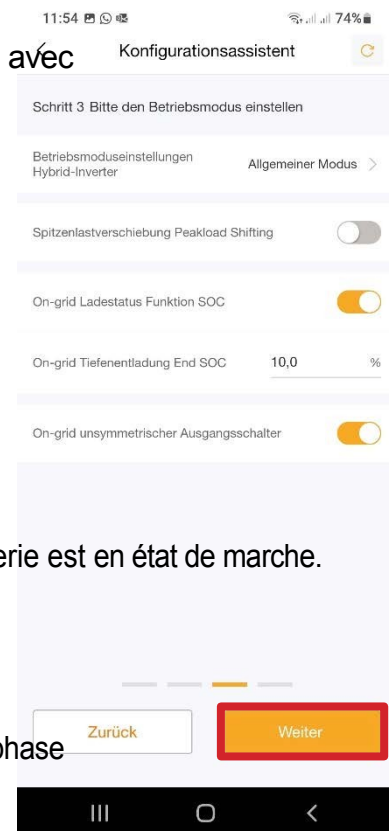 11:54 74%
avec Konfigurationsassistent
Schritt 3 Bitte den Betriebsmodus einstellen
Betriebsmoduseinstellungen
Hybrid-Inverter
Allgemeiner Modus
Spitzenlastverschiebung Peakload Shifting
On-grid Ladestatus Funktion SOC
On-grid Tiefenentladung End SOC 10,0 %
On-grid unsymmetrischer Ausgangsschalter
erie est en état de marche.
Zurück Weiter
phase